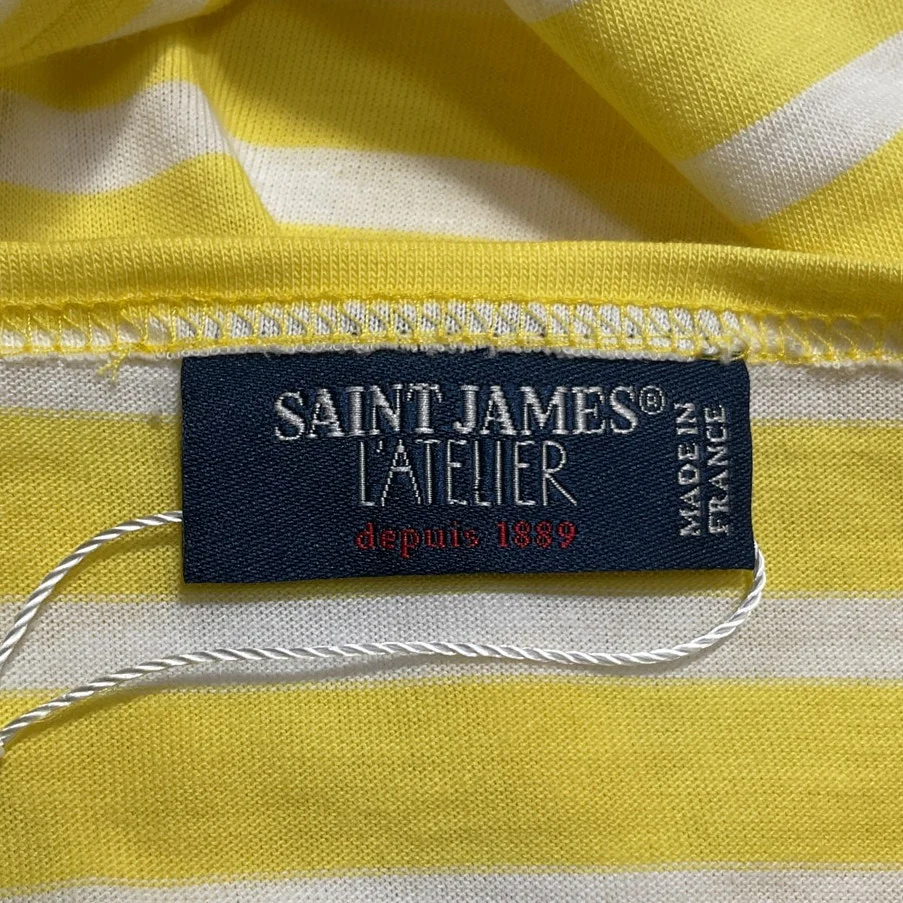 SAINT JAMES®
L'ATELIER
depuis 1889
MADE IN
FRANCE